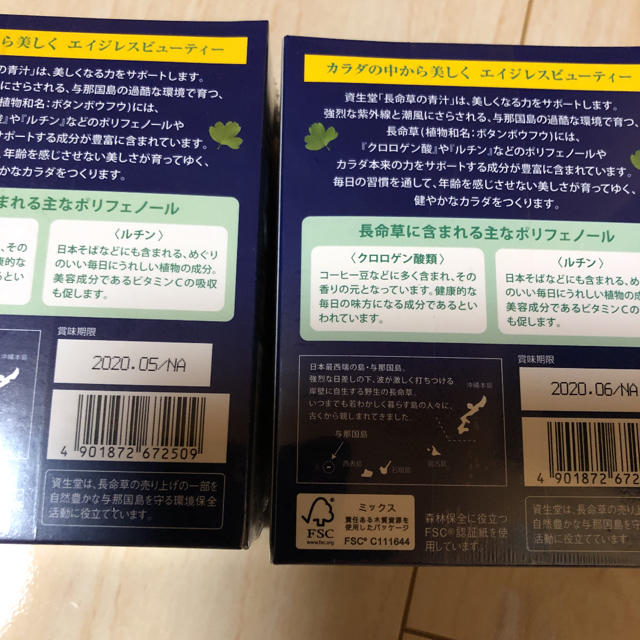 ら美しく エイジレスビューティー
の青汁」は、美しくなる力をサポートします。
にさらされる、与那国島の過酷な環境で育つ、
植物和名:ボタンボウフウ)には、
』や『ルチン』などのポリフェノールや
サポートする成分が豊富に含まれています。
、年齢を感じさせない美しさが育ってゆく、
かなカラダをつくります。
まれる主なポリフェノール
〈ルチン〉
日本そばなどにも含まれる、めぐり
のいい毎日にうれしい植物の成分。
美容成分であるビタミンCの吸収
も促します。
賞味期限
2020.05/NA
沖縄本島
4 901872 672509
資生堂は、長命草の売り上げの一部を
自然豊かな与那国島を守る環境保全
活動に役立てています。
カラダの中から美しく エイジレスビューティー
資生堂「長命草の青汁」は、美しくなる力をサポートします。
強烈な紫外線と潮風にさらされる、与那国島の過酷な環境で育つ、
長命草(植物和名:ボタンボウフウ)には、
『クロロゲン酸』や『ルチン』などのポリフェノールや
カラダ本来の力をサポートする成分が豊富に含まれています。
毎日の習慣を通して、年齢を感じさせない美しさが育ってゆく、
健やかなカラダをつくります。
長命草に含まれる主なポリフェノール
〈クロロゲン酸類〉
コーヒー豆などに多く含まれ、その
香りの元となっています。健康的な
毎日の味方になる成分であるとい
われています。
〈ルチン〉
日本そばなどにも含まれる、め
のいい毎日にうれしい植物の成
美容成分であるビタミンCの
も促します。
日本最西端の島・与那国島。
強烈な日差しの下、波が激しく打ちつける
岸壁に自生する野生の長命草。
いつまでも若わかしく暮らす島の人々に、
古くから親しまれてきました。
沖縄本島
与那国島
西表島
石垣島
宮古島
賞味期限
2020.06/NA
4 901872 67
FSC
www.fsc.org
ミックス
責任ある木質資源を
使用したパッケージ
FSC® C111644
森林保全に役立つ
FSC®認証紙を使
用しています。
資生堂は、長命草の売り
自然豊かな与那国島を
活動に役立てています。